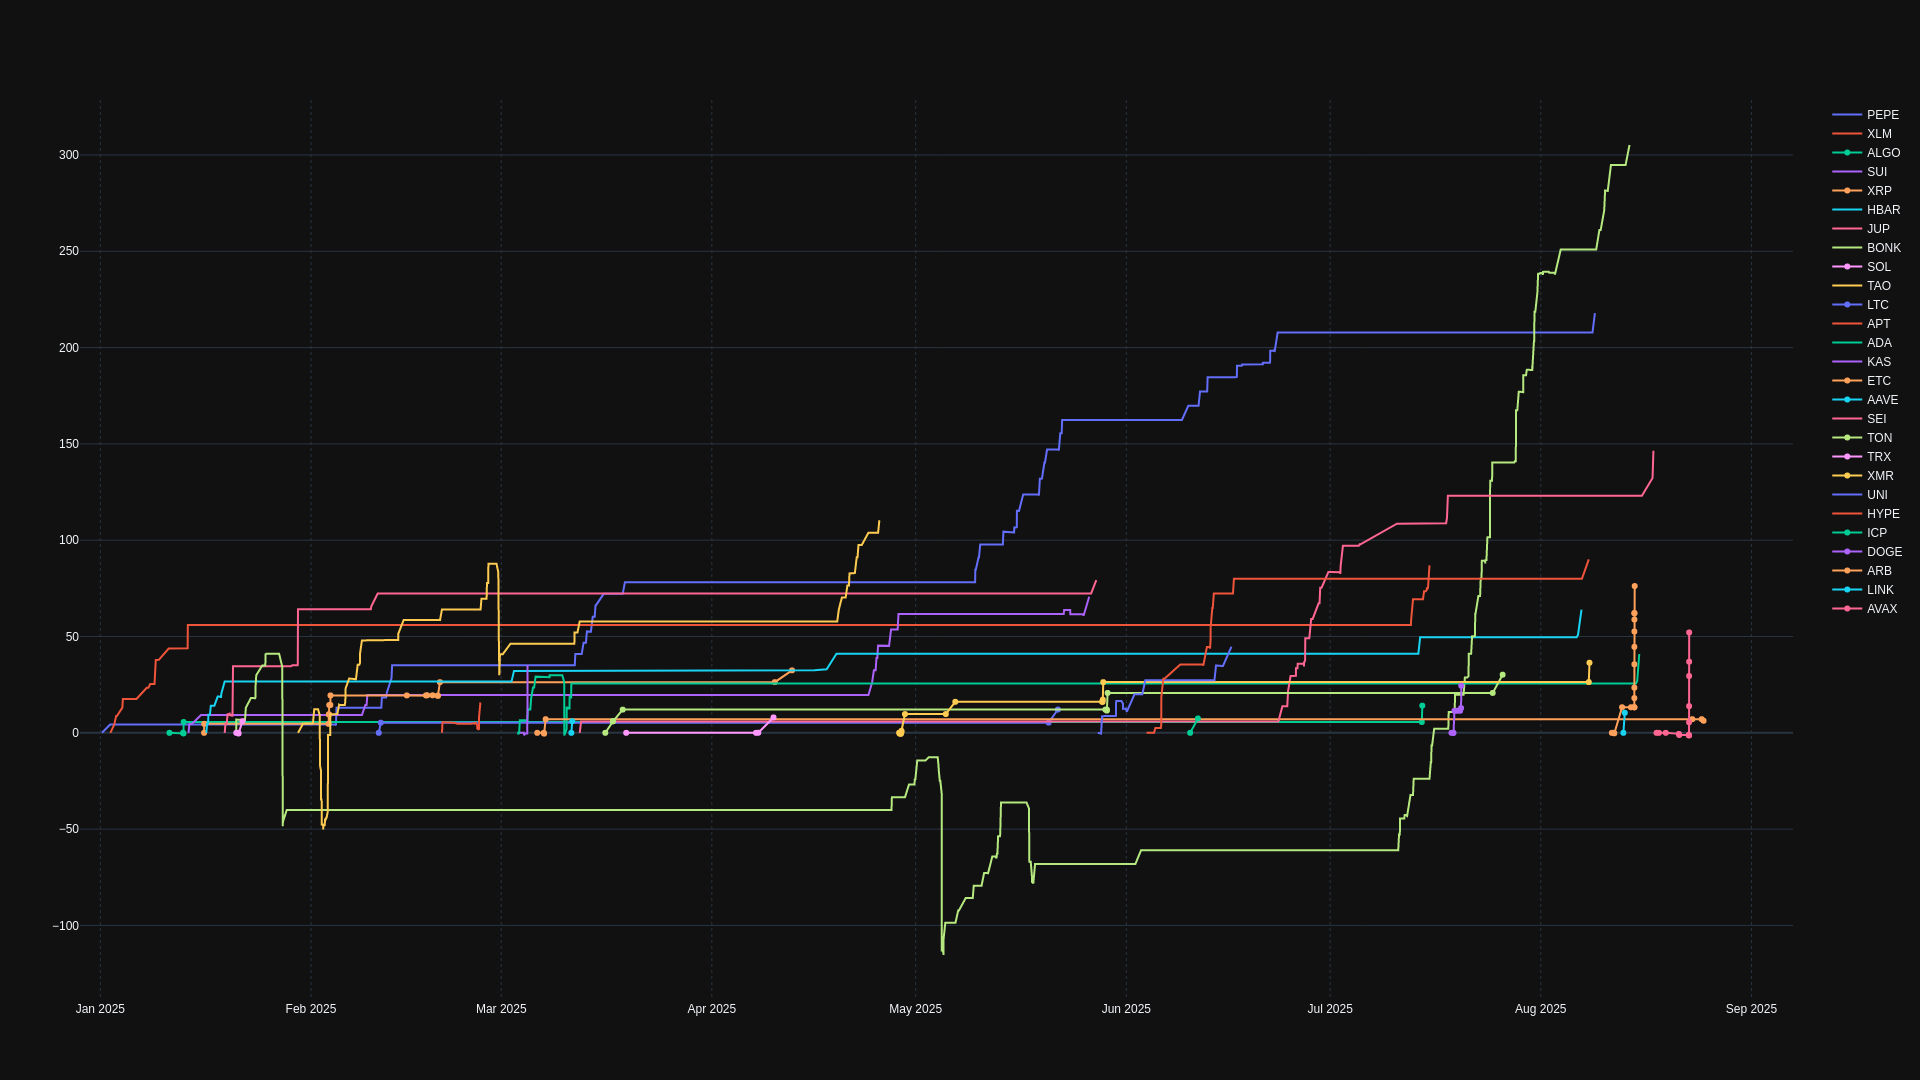 300
250
200
150
100
50
0
−50
−100
Jan 2025
Feb 2025
Mar 2025
Apr 2025
May 2025
Jun 2025
Jul 2025
Aug 2025
Sep 2025
PEPE
XLM
ALGO
SUI
XRP
HBAR
JUP
BONK
SOL
TAO
LTC
APT
ADA
KAS
ETC
AAVE
SEI
TON
TRX
XMR
UNI
HYPE
ICP
DOGE
ARB
LINK
AVAX